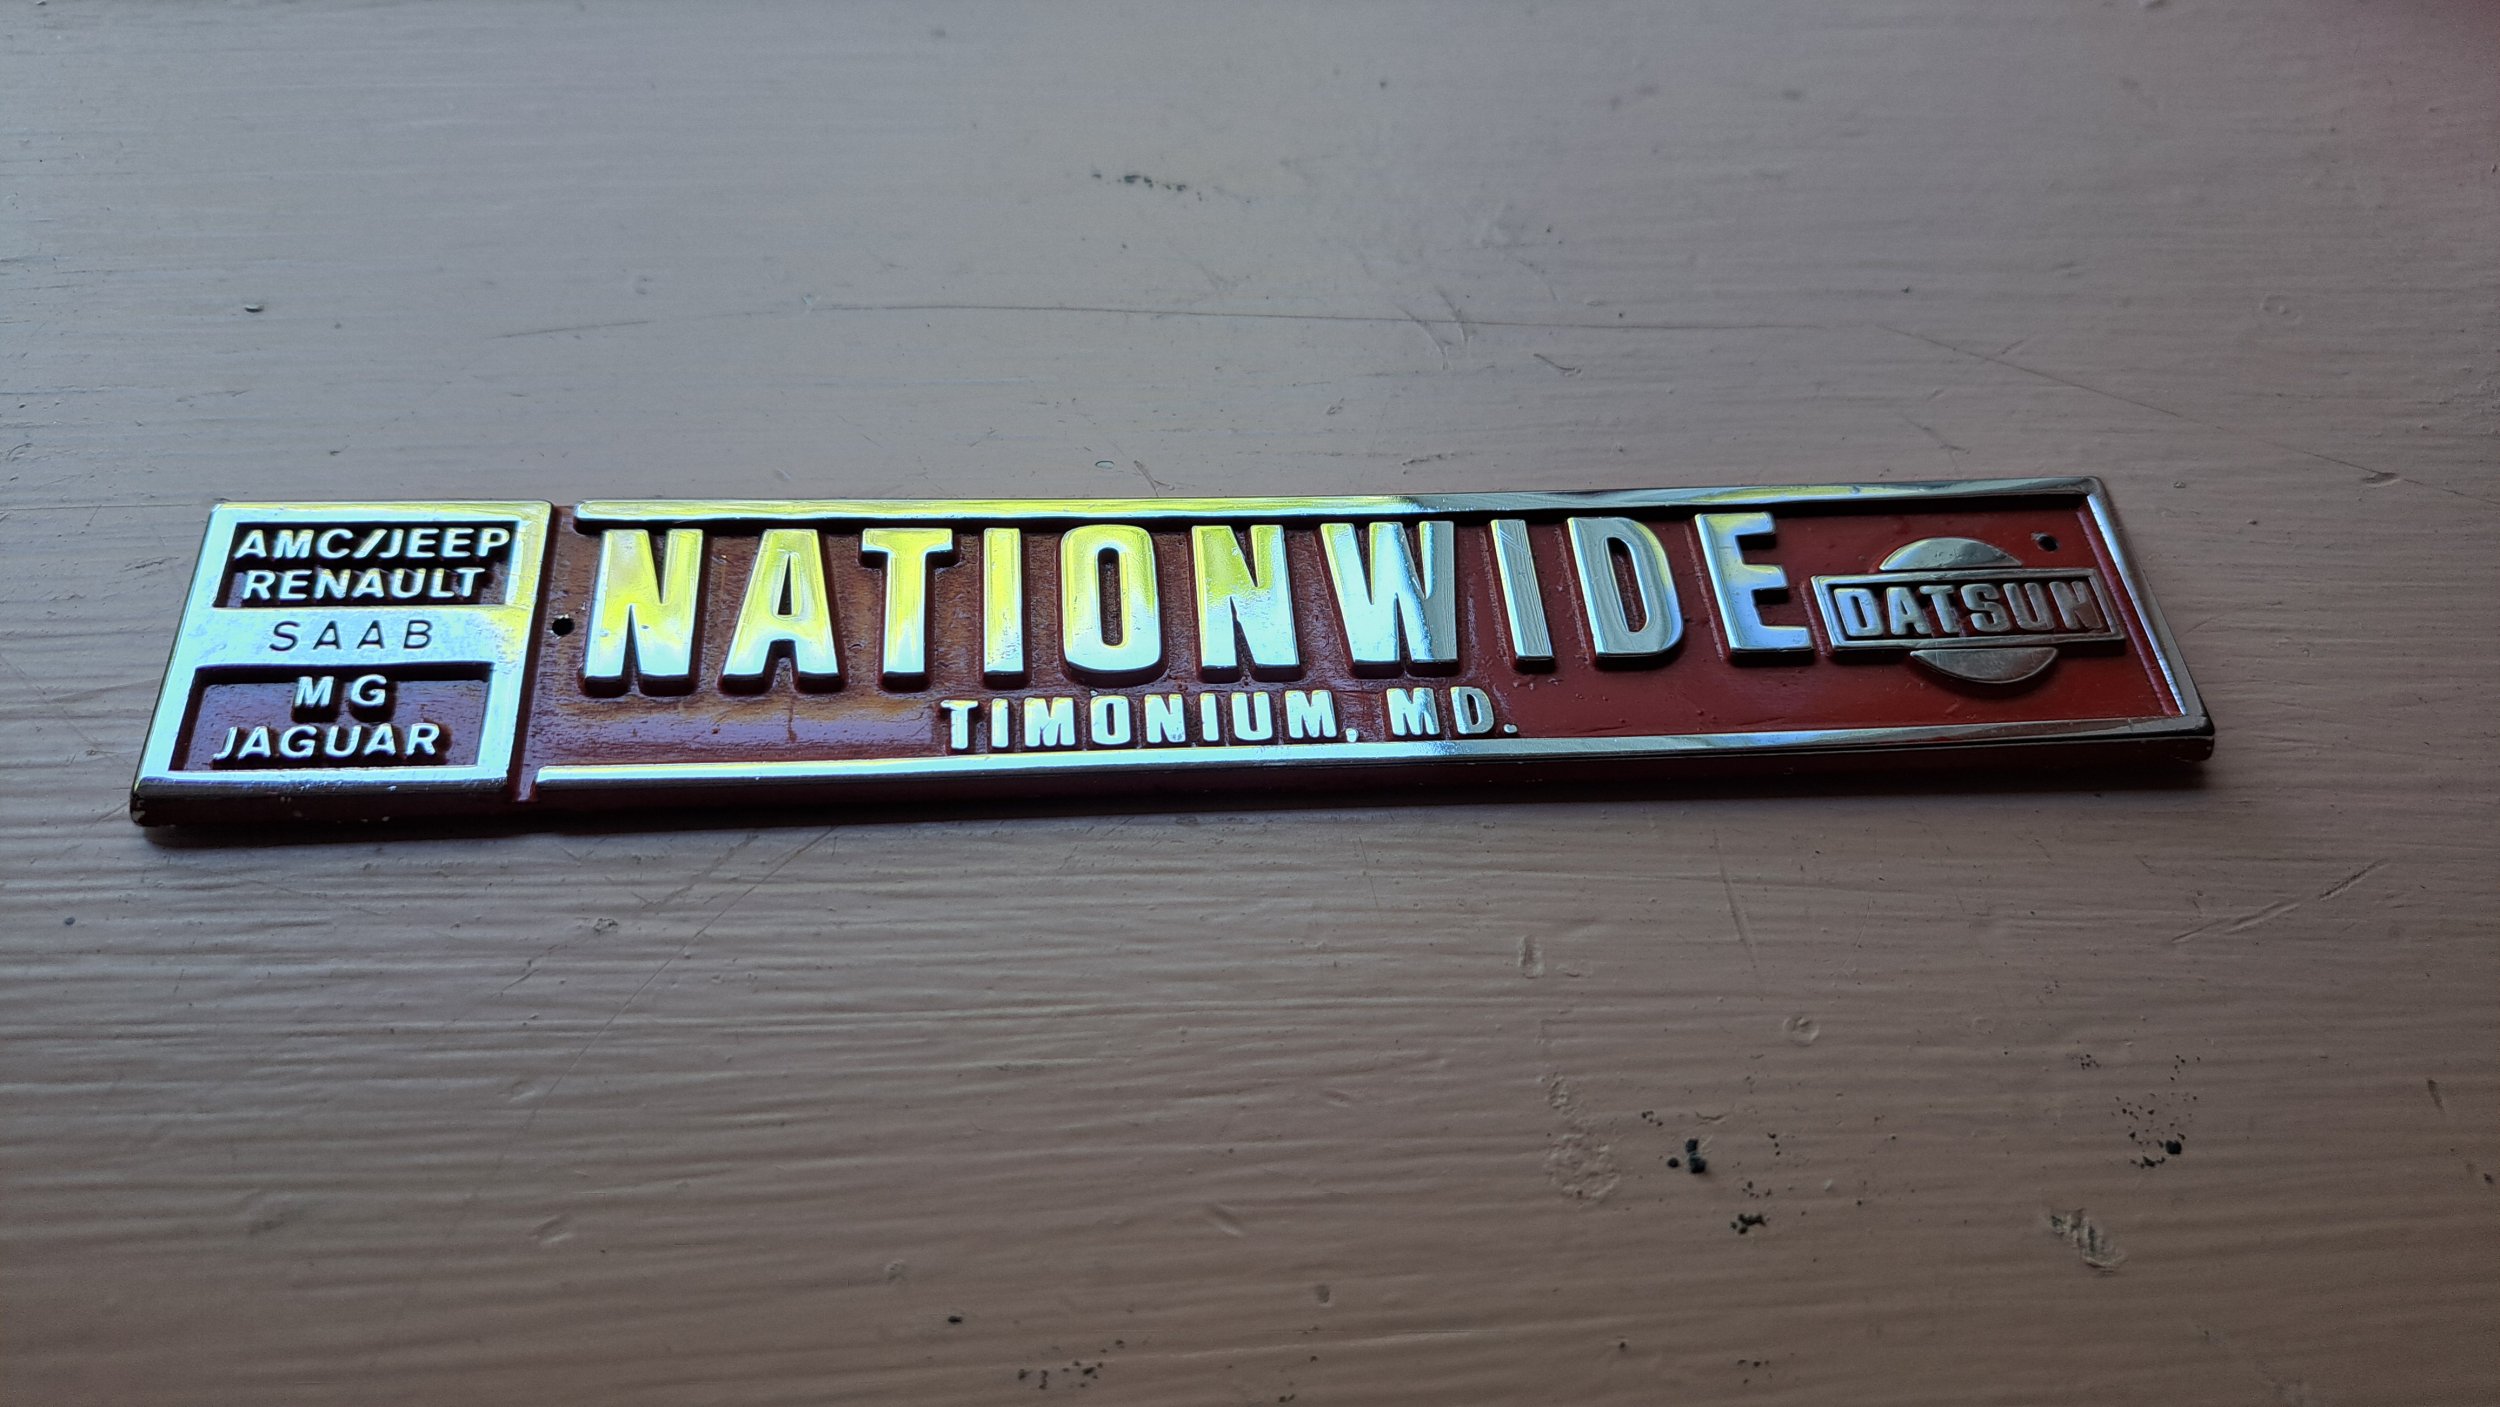 AMC/JEEP
RENAULT
SAAB
MG
JAGUAR
NATIONWIDE
TIMONIUM, MD.
DATSUN